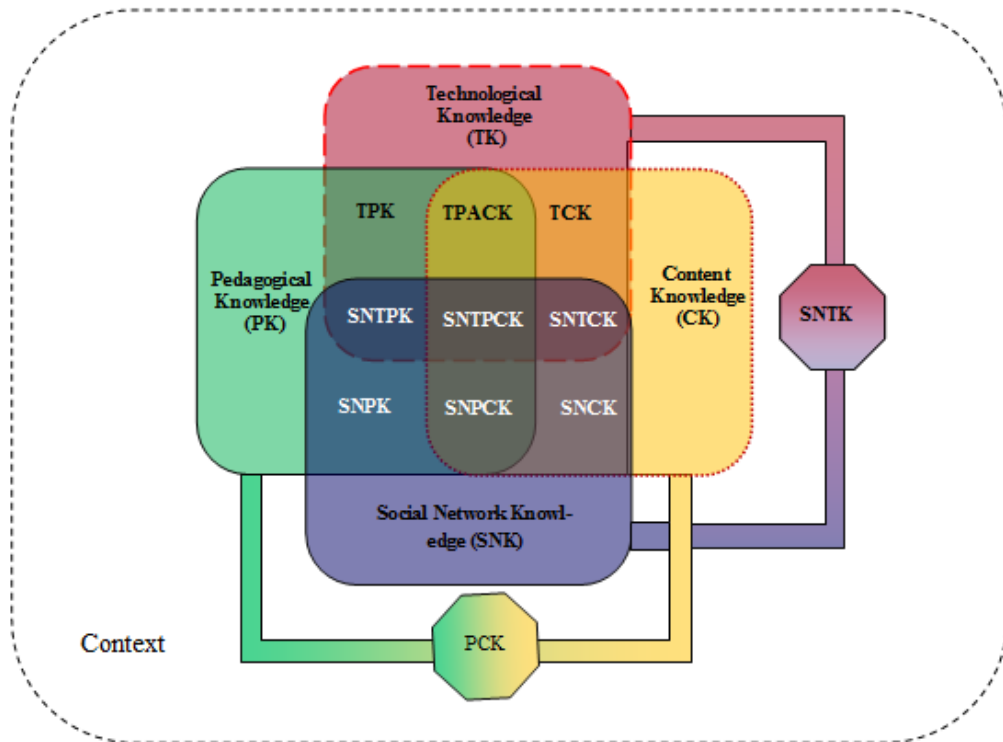 Technological
Knowledge
(TK)
TPK
TPACK
TCK
Pedagogical
Knowledge
(PK)
Content
Knowledge
(CK)
SNTPK
SNTPCK
SNTCK
SNTK
SNPK
SNPCK
SNCK
Social Network Knowl-
edge (SNK)
Context
PCK